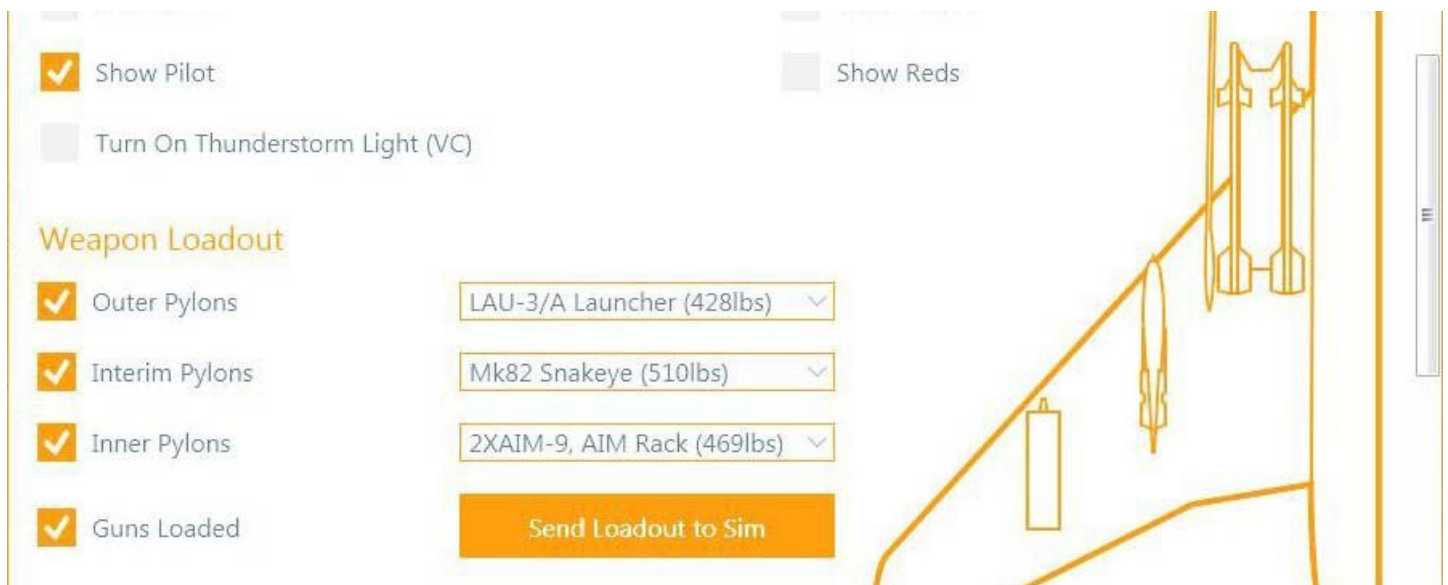 Show Pilot
Show Reds
Turn On Thunderstorm Light (VC)
Weapon Loadout
Outer Pylons
LAU-3/A Launcher (428lbs)
Interim Pylons
Mk82 Snakeye (510lbs)
Inner Pylons
2XAIM-9, AIM Rack (469lbs)
Guns Loaded
Send Loadout to Sim